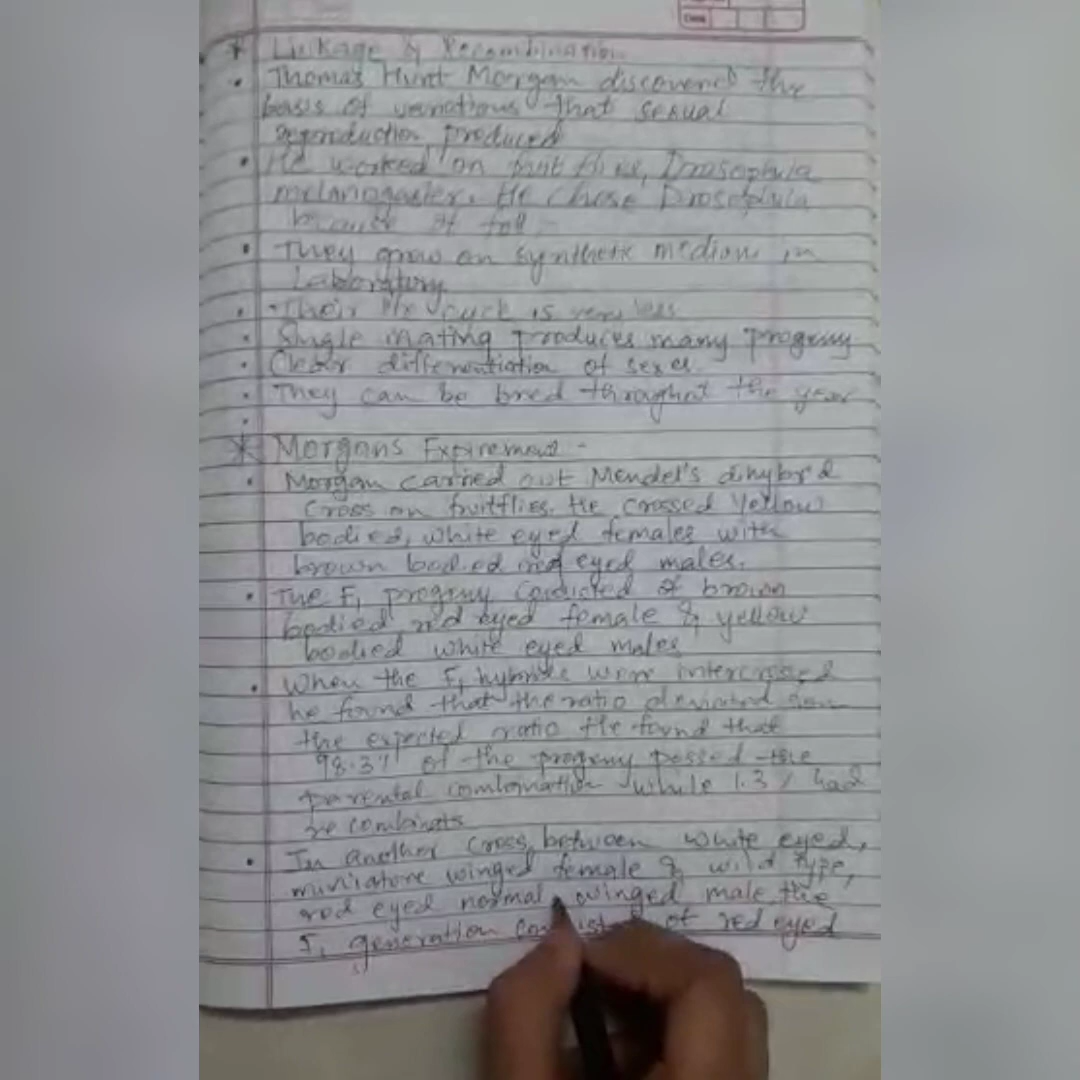 * Linkage & Recombination
• Thomas Hunt Morgan discovered the
basis of variations that sexual
reproduction produced
• He worked on fruit flies, Drosophila
melanogaster. He chose Drosophila
because of foll
• They grow on synthetic medium in
Laboratory
• Their life cycle is very less
• Single mating produces many progeny
• Clear differentiation of sexes
• They can be bred throughout the year
•
* Morgans Expirement -
• Morgan carried out Mendel's dihybrid
cross on fruitflies. He crossed Yellow
bodied, white eyed females with
brown bodied red eyed males.
• The F1 progeny of brown
bodied red eyed female & yellow
bodied white eyed males
• When the F1 hybrids were intercrossed
he found that the ratio deviated from
the expected ratio He found that
98.3% of the progeny possed the
parental combination while 1.3% had
re combinats
• In another cross between white eyed,
winged female & wild type,
red eyed normal winged male, the
F1 generation of red eyed